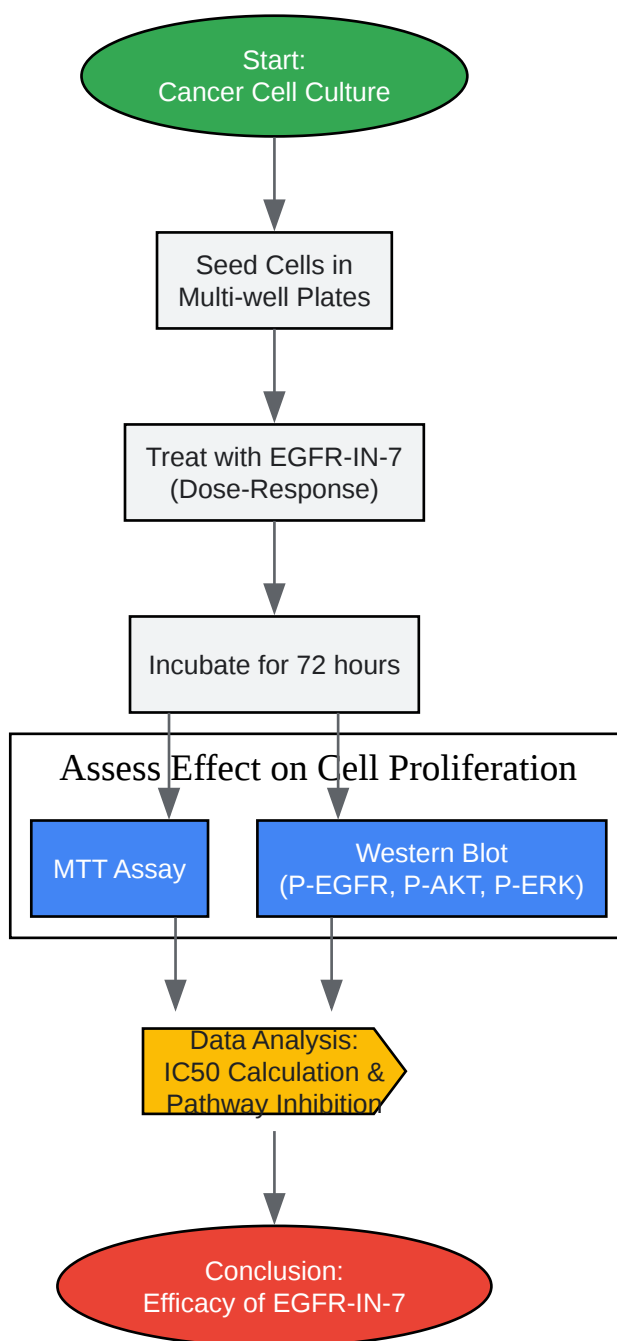 Start:
Cancer Cell Culture
Seed Cells in
Multi-well Plates
Treat with EGFR-IN-7
(Dose-Response)
Incubate for 72 hours
Assess Effect on Cell Proliferation
MTT Assay
Western Blot
(P-EGFR, P-AKT, P-ERK)
Data Analysis:
IC50 Calculation &
Pathway Inhibition
Conclusion:
Efficacy of EGFR-IN-7